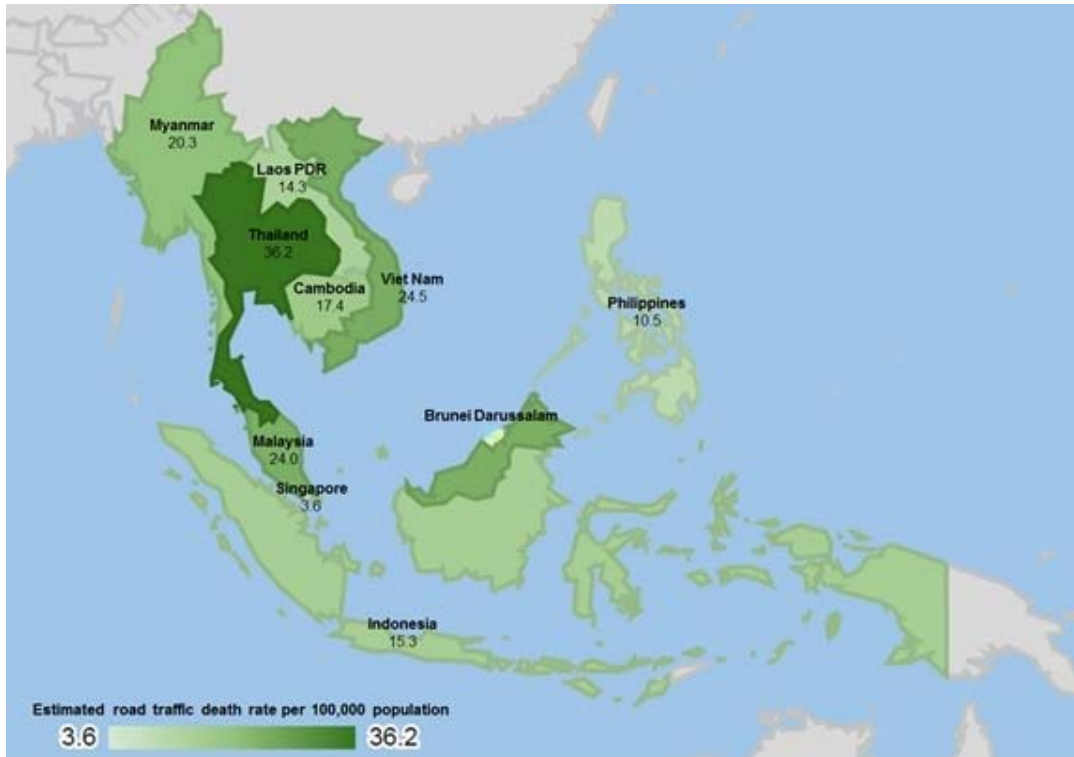 Myanmar
20.3
Laos PDR
14.3
Thailand
36.2
Viet Nam
24.5
Cambodia
17.4
Philippines
10.5
Brunei Darussalam
Malaysia
24.0
Singapore
3.6
Indonesia
15.3
Estimated road traffic death rate per 100,000 population
3.6 36.2